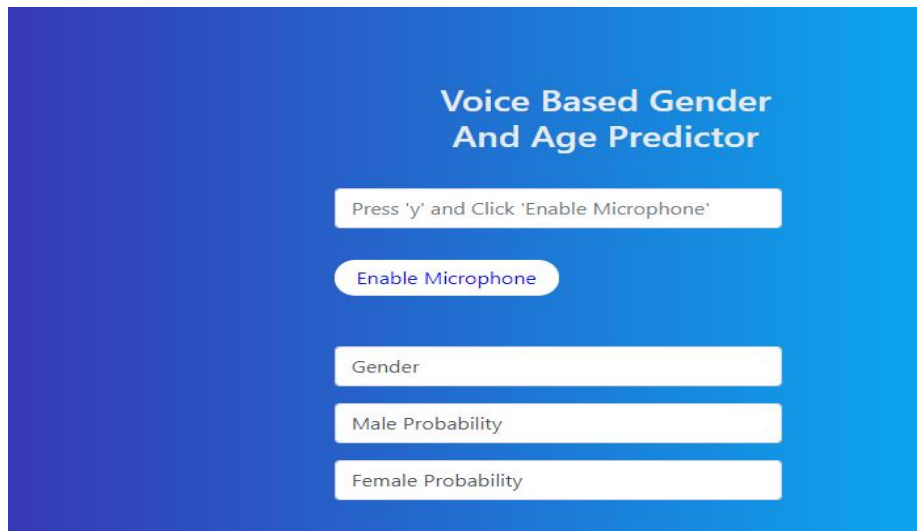 Voice Based Gender
And Age Predictor
Press 'y' and Click 'Enable Microphone'
Enable Microphone
Gender
Male Probability
Female Probability